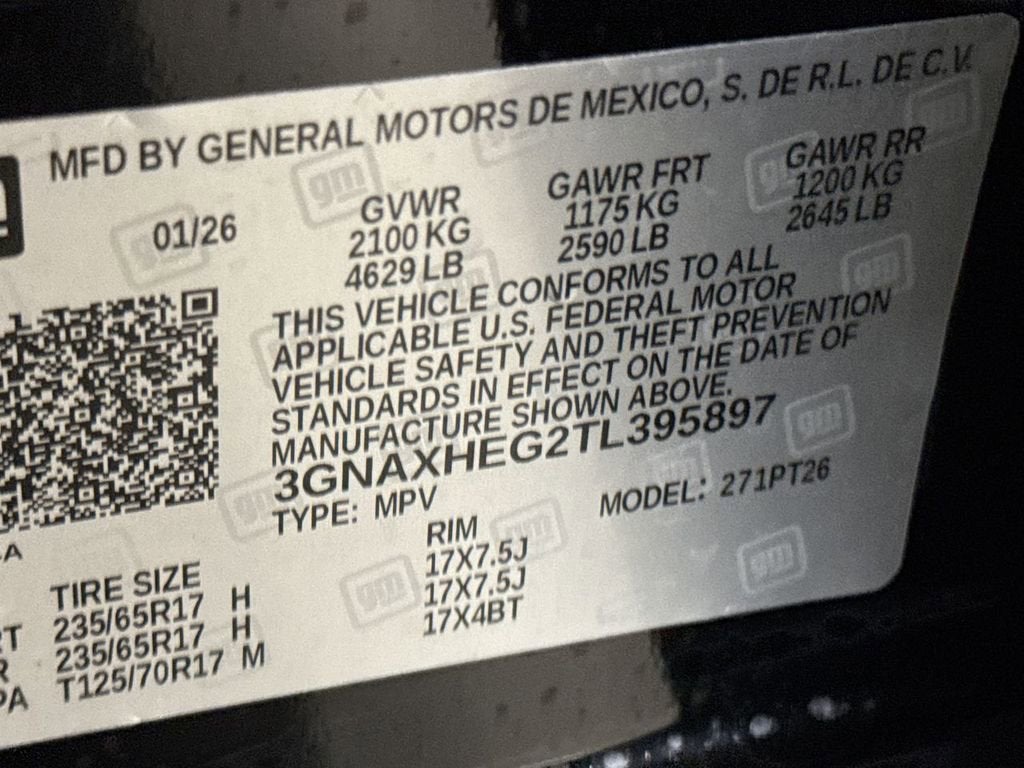 MFD BY GENERAL MOTORS DE MEXICO, S. DE R.L. DE C.V.
01/26 GVWR GAWR FRT GAWR RR
2100 KG 1175 KG 1200 KG
4629 LB 2590 LB 2645 LB
THIS VEHICLE CONFORMS TO ALL
APPLICABLE U.S. FEDERAL MOTOR
VEHICLE SAFETY AND THEFT PREVENTION
STANDARDS IN EFFECT ON THE DATE OF
MANUFACTURE SHOWN ABOVE.
3GNAXHEG2TL395897
TYPE: MPV MODEL: 271PT26
TIRE SIZE RIM
235/65R17 H 17X7.5J
235/65R17 H 17X7.5J
T125/70R17 M 17X4BT
gm